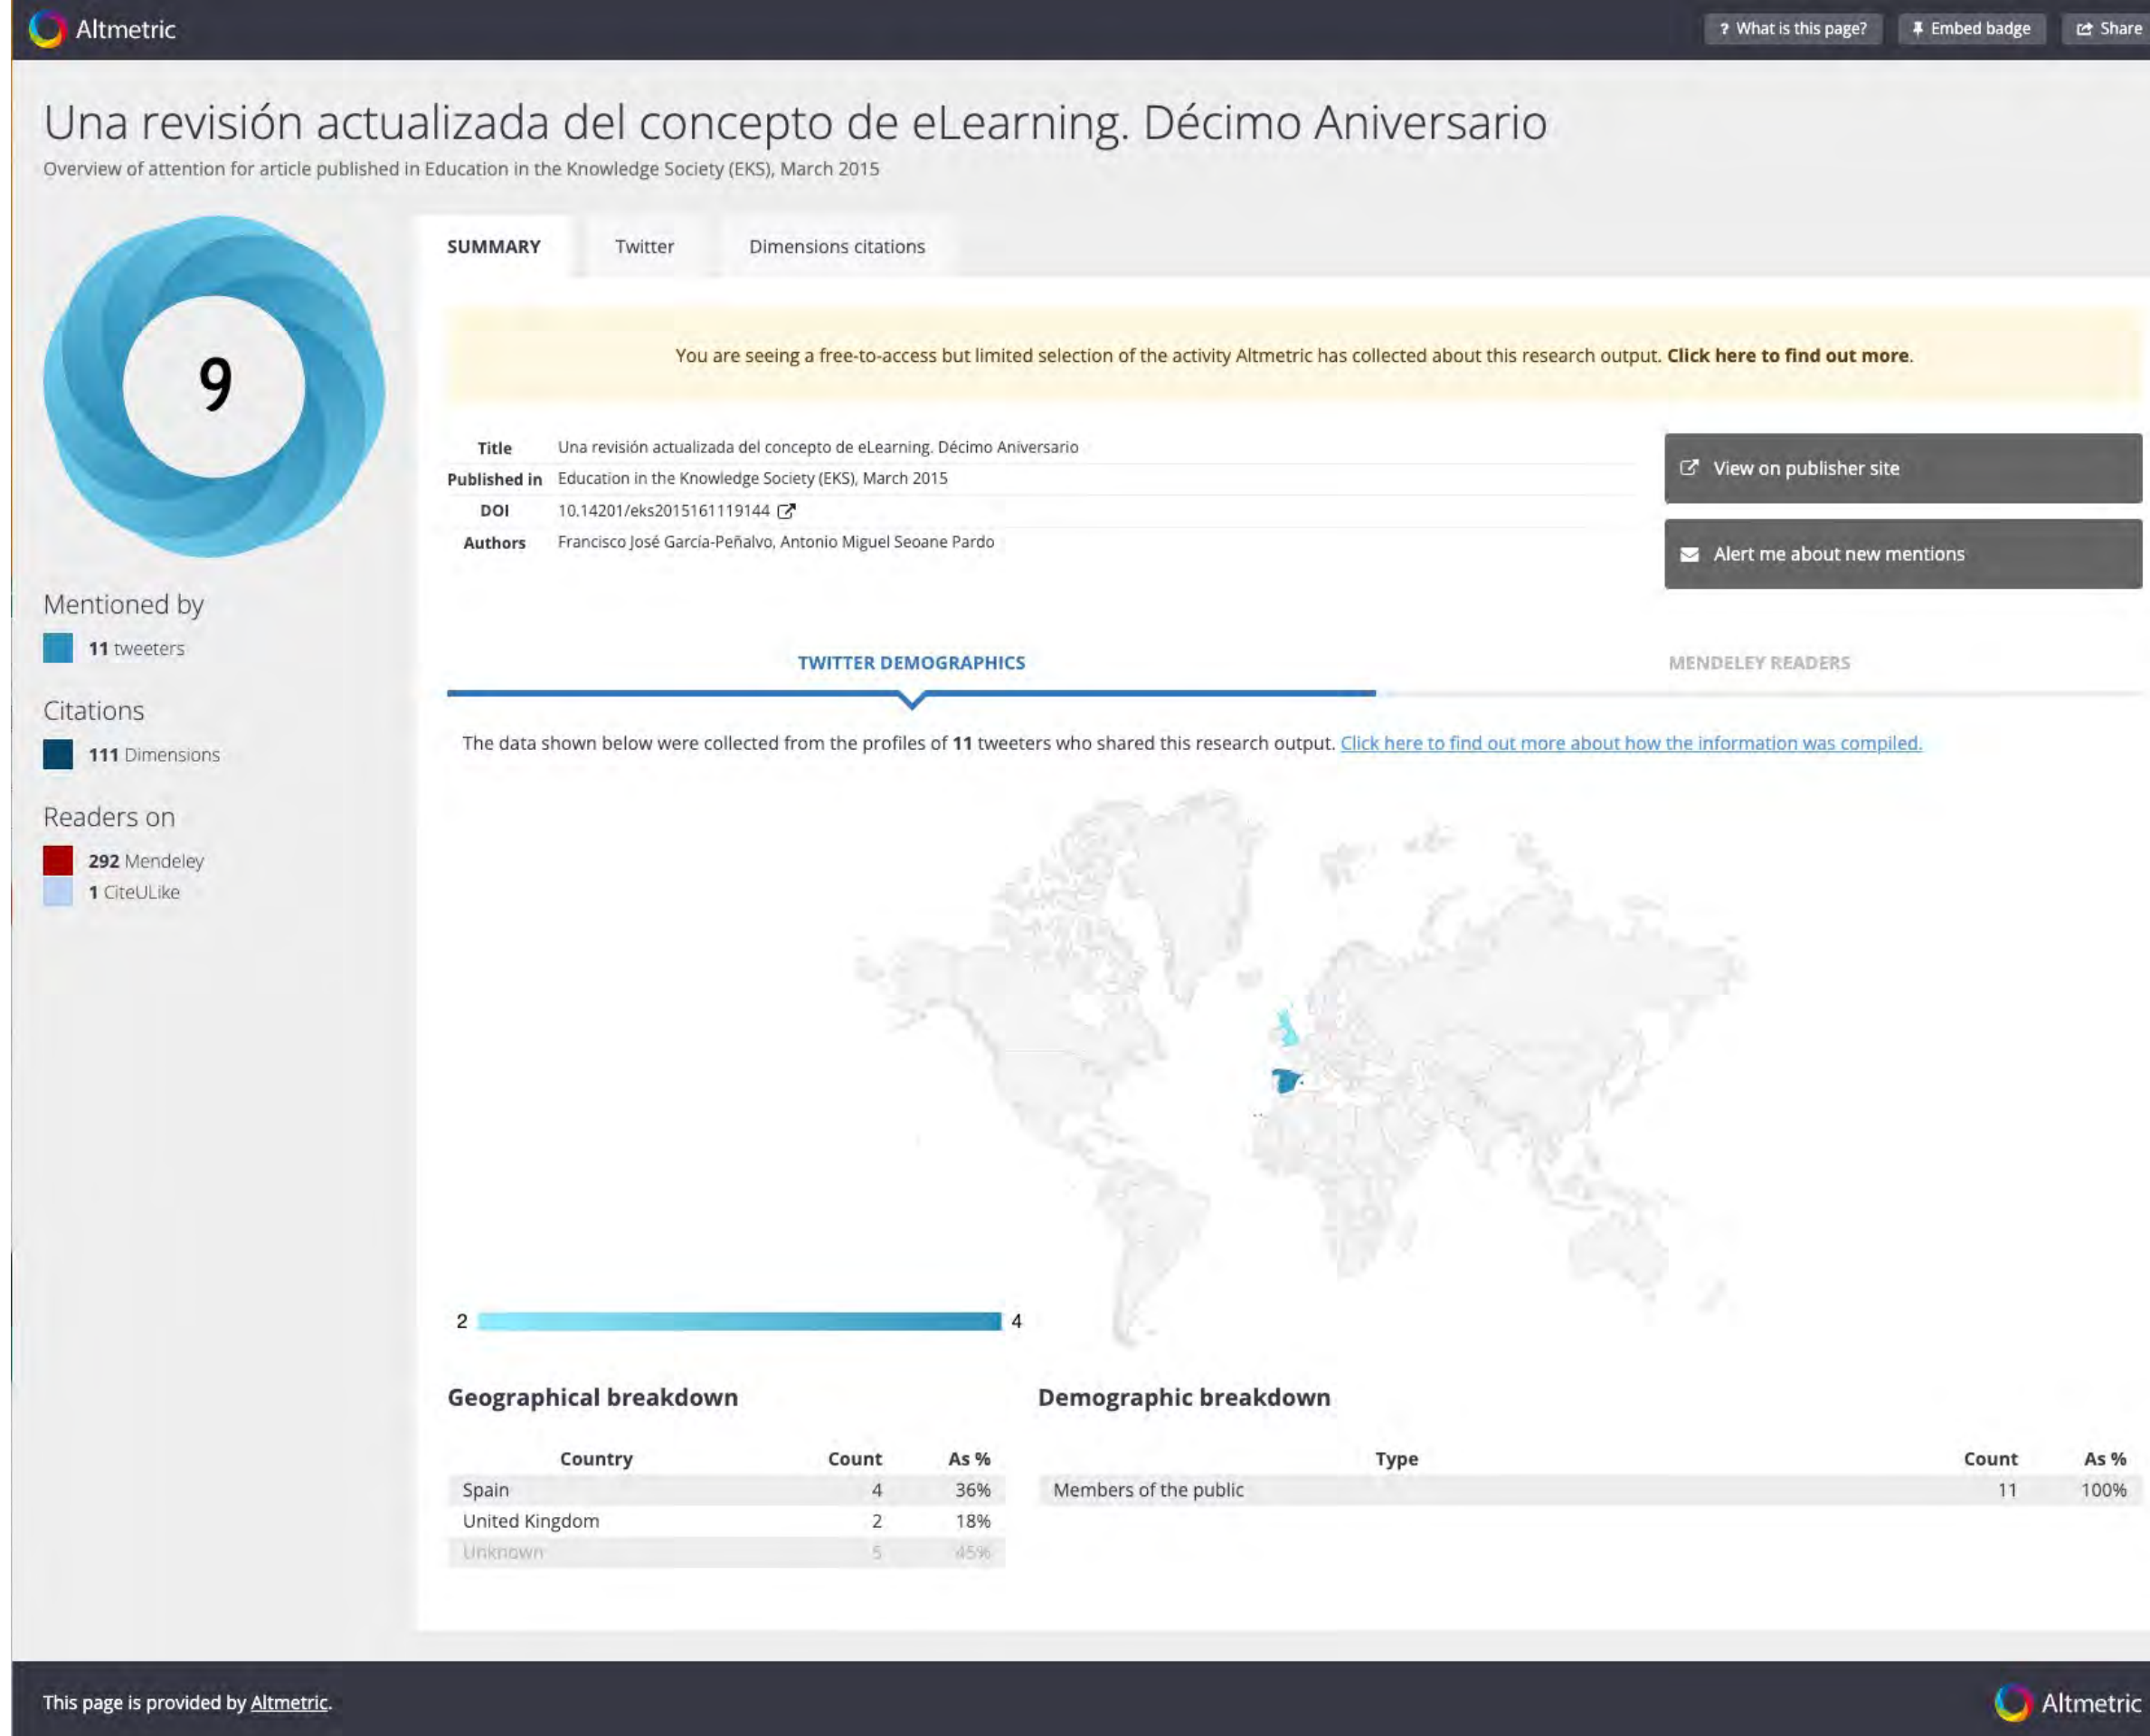 Altmetric
? What is this page?
Embed badge
Share
Una revisión actualizada del concepto de eLearning. Décimo Aniversario
Overview of attention for article published in Education in the Knowledge Society (EKS), March 2015
9
Mentioned by
11 tweeters
Citations
111 Dimensions
Readers on
292 Mendeley
1 CiteULike
SUMMARY
Twitter
Dimensions citations
You are seeing a free-to-access but limited selection of the activity Altmetric has collected about this research output. Click here to find out more.
Title Una revisión actualizada del concepto de eLearning. Décimo Aniversario
Published in Education in the Knowledge Society (EKS), March 2015
DOI 10.14201/eks2015161119144
Authors Francisco José García-Peñalvo, Antonio Miguel Seoane Pardo
View on publisher site
Alert me about new mentions
TWITTER DEMOGRAPHICS
MENDELEY READERS
The data shown below were collected from the profiles of 11 tweeters who shared this research output. Click here to find out more about how the information was compiled.
2 4
Geographical breakdown
Country Count As %
Spain 4 36%
United Kingdom 2 18%
Unknown 5 45%
Demographic breakdown
Type Count As %
Members of the public 11 100%
This page is provided by Altmetric.
Altmetric